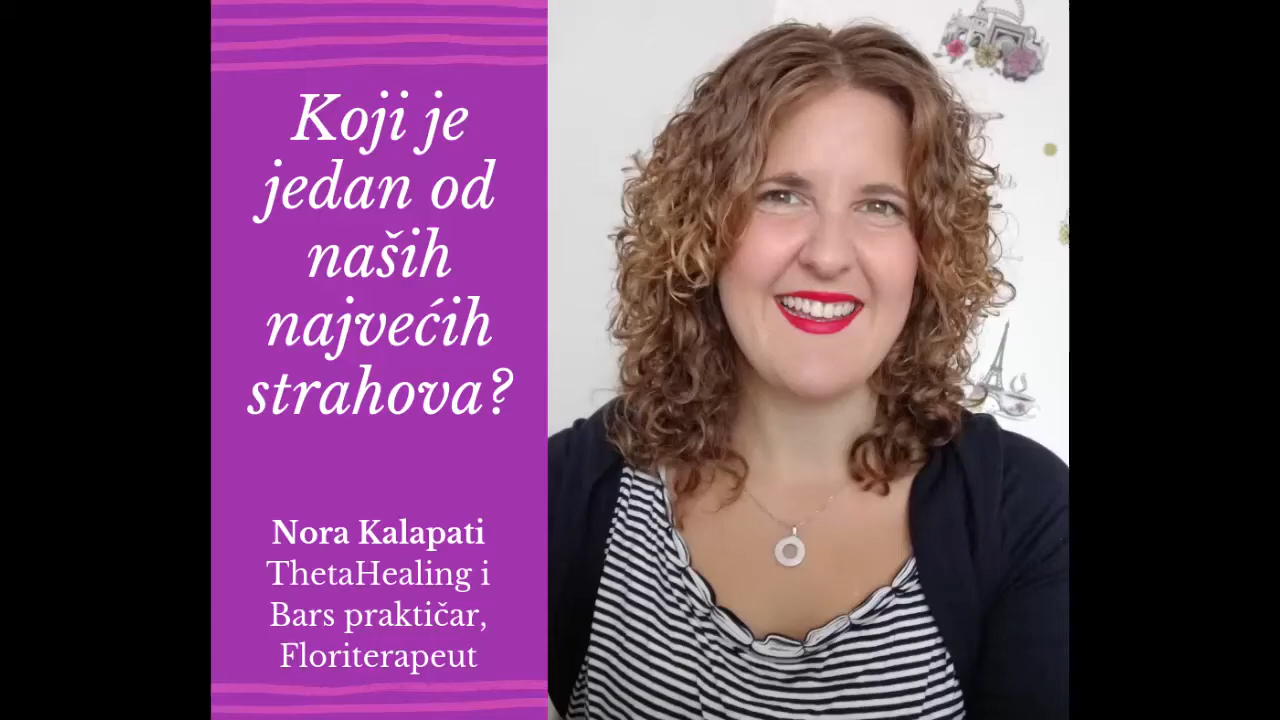 Koji je
jedan od
naših
najvećih
strahova?
Nora Kalapati
ThetaHealing i
Bars praktičar,
Floriterapeut